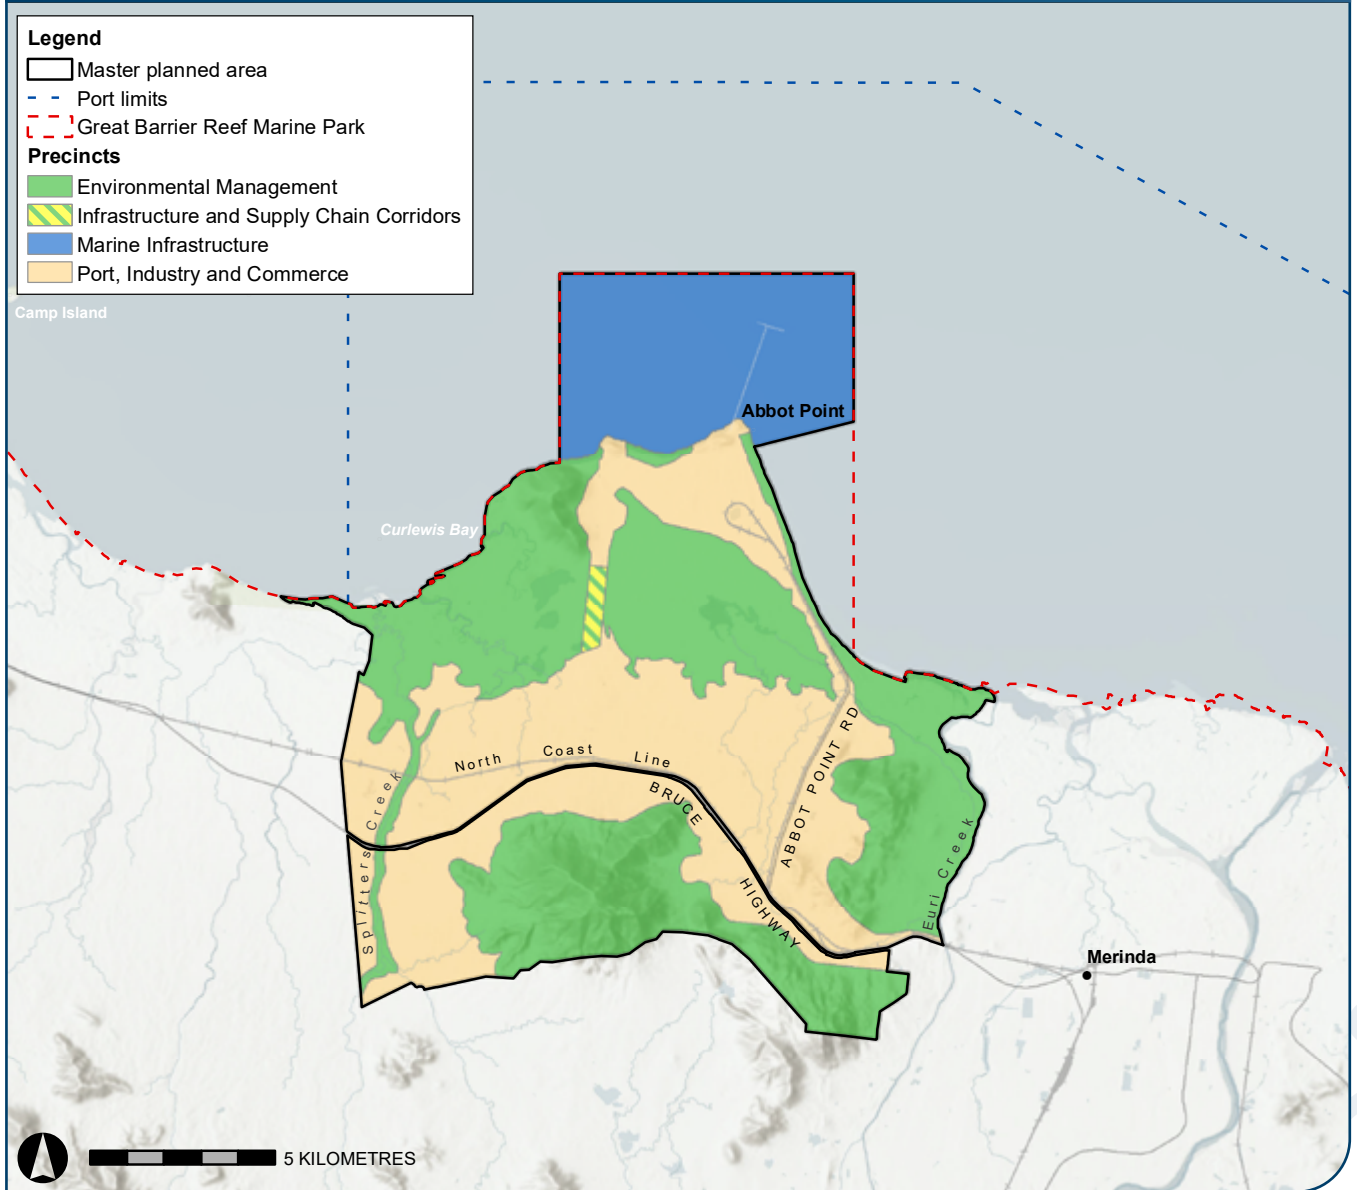 Legend
Master planned area
Port limits
Great Barrier Reef Marine Park
Precincts
Environmental Management
Infrastructure and Supply Chain Corridors
Marine Infrastructure
Port, Industry and Commerce
Camp Island
Abbot Point
Curlewis Bay
North Coast Line
BRUCE HIGHWAY
ABBOT POINT RD
Splitters Creek
Euri Creek
Merinda
5 KILOMETRES